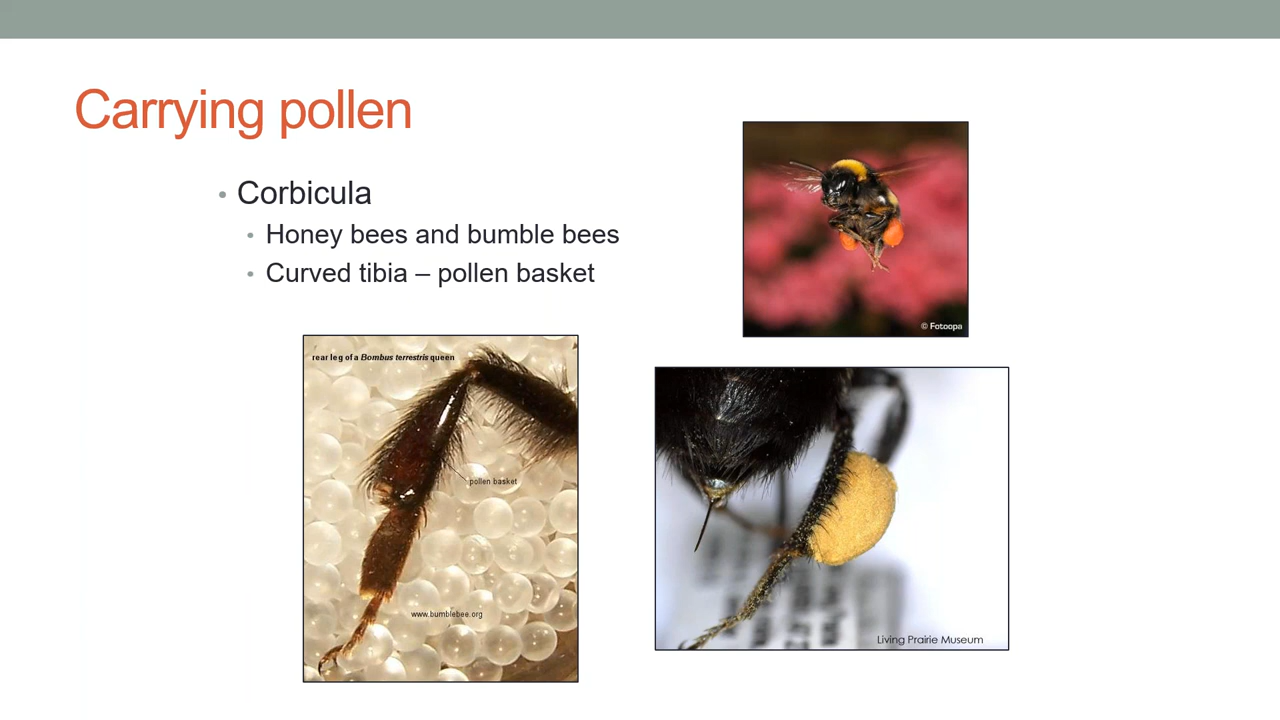 Carrying pollen
• Corbicula
• Honey bees and bumble bees
• Curved tibia – pollen basket
© Fotoopa
rear leg of a Bombus terrestris queen
pollen basket
www.bumblebee.org
Living Prairie Museum